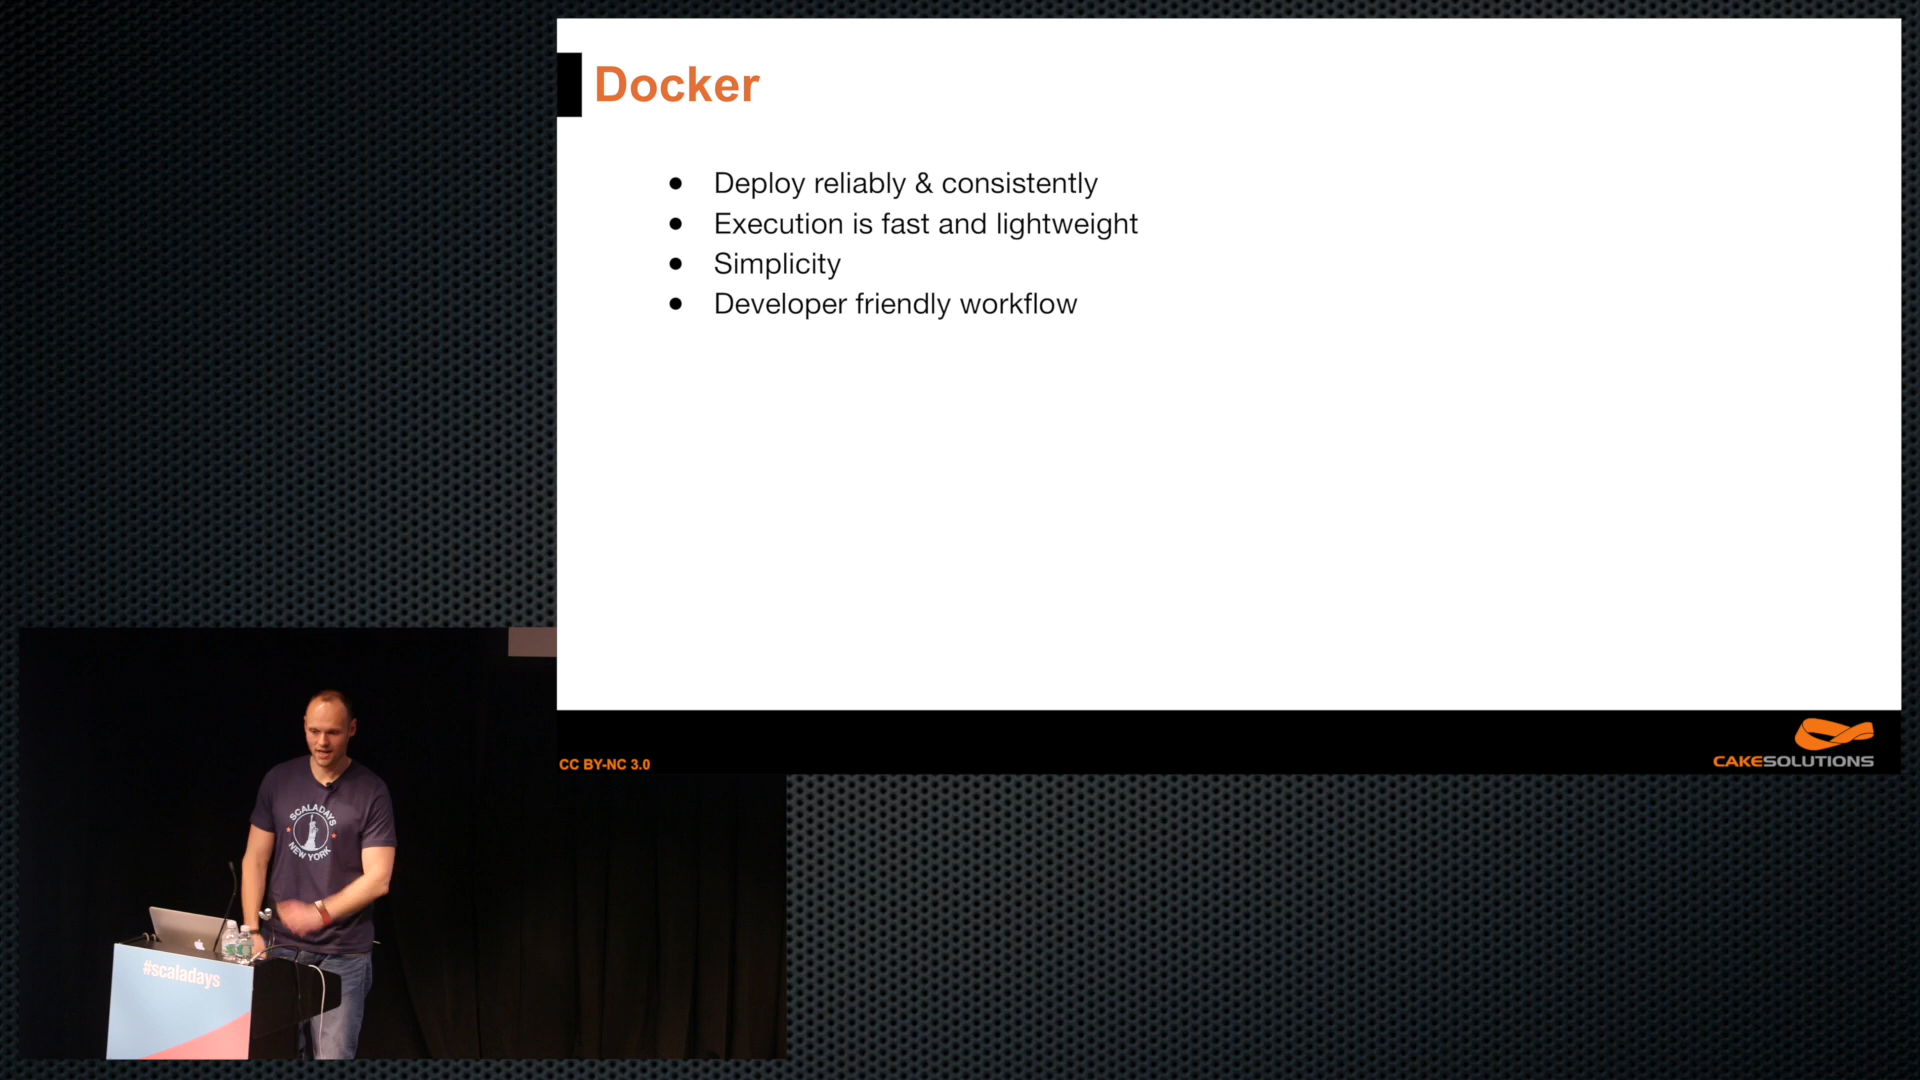 Docker
● Deploy reliably & consistently
● Execution is fast and lightweight
● Simplicity
● Developer friendly workflow
CC BY-NC 3.0
CAKESOLUTIONS
SCALADAYS
NEW YORK
#scaladays